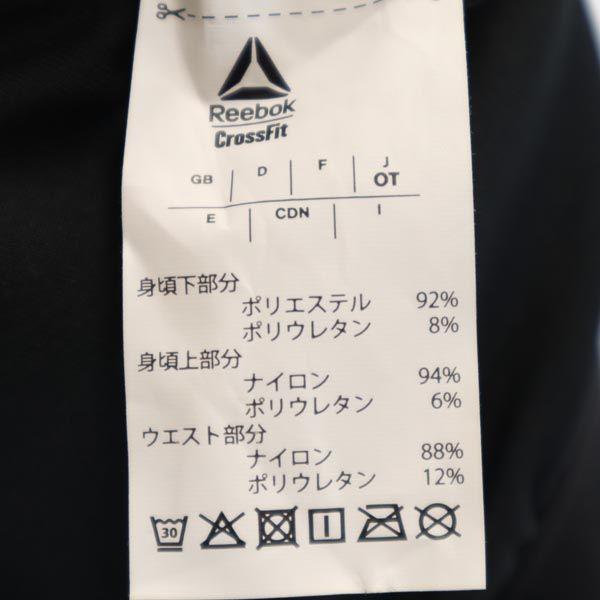 Reebok
CrossFit
GB D F J
OT
E CDN I
身頃下部分
ポリエステル 92%
ポリウレタン 8%
身頃上部分
ナイロン 94%
ポリウレタン 6%
ウエスト部分
ナイロン 88%
ポリウレタン 12%
30